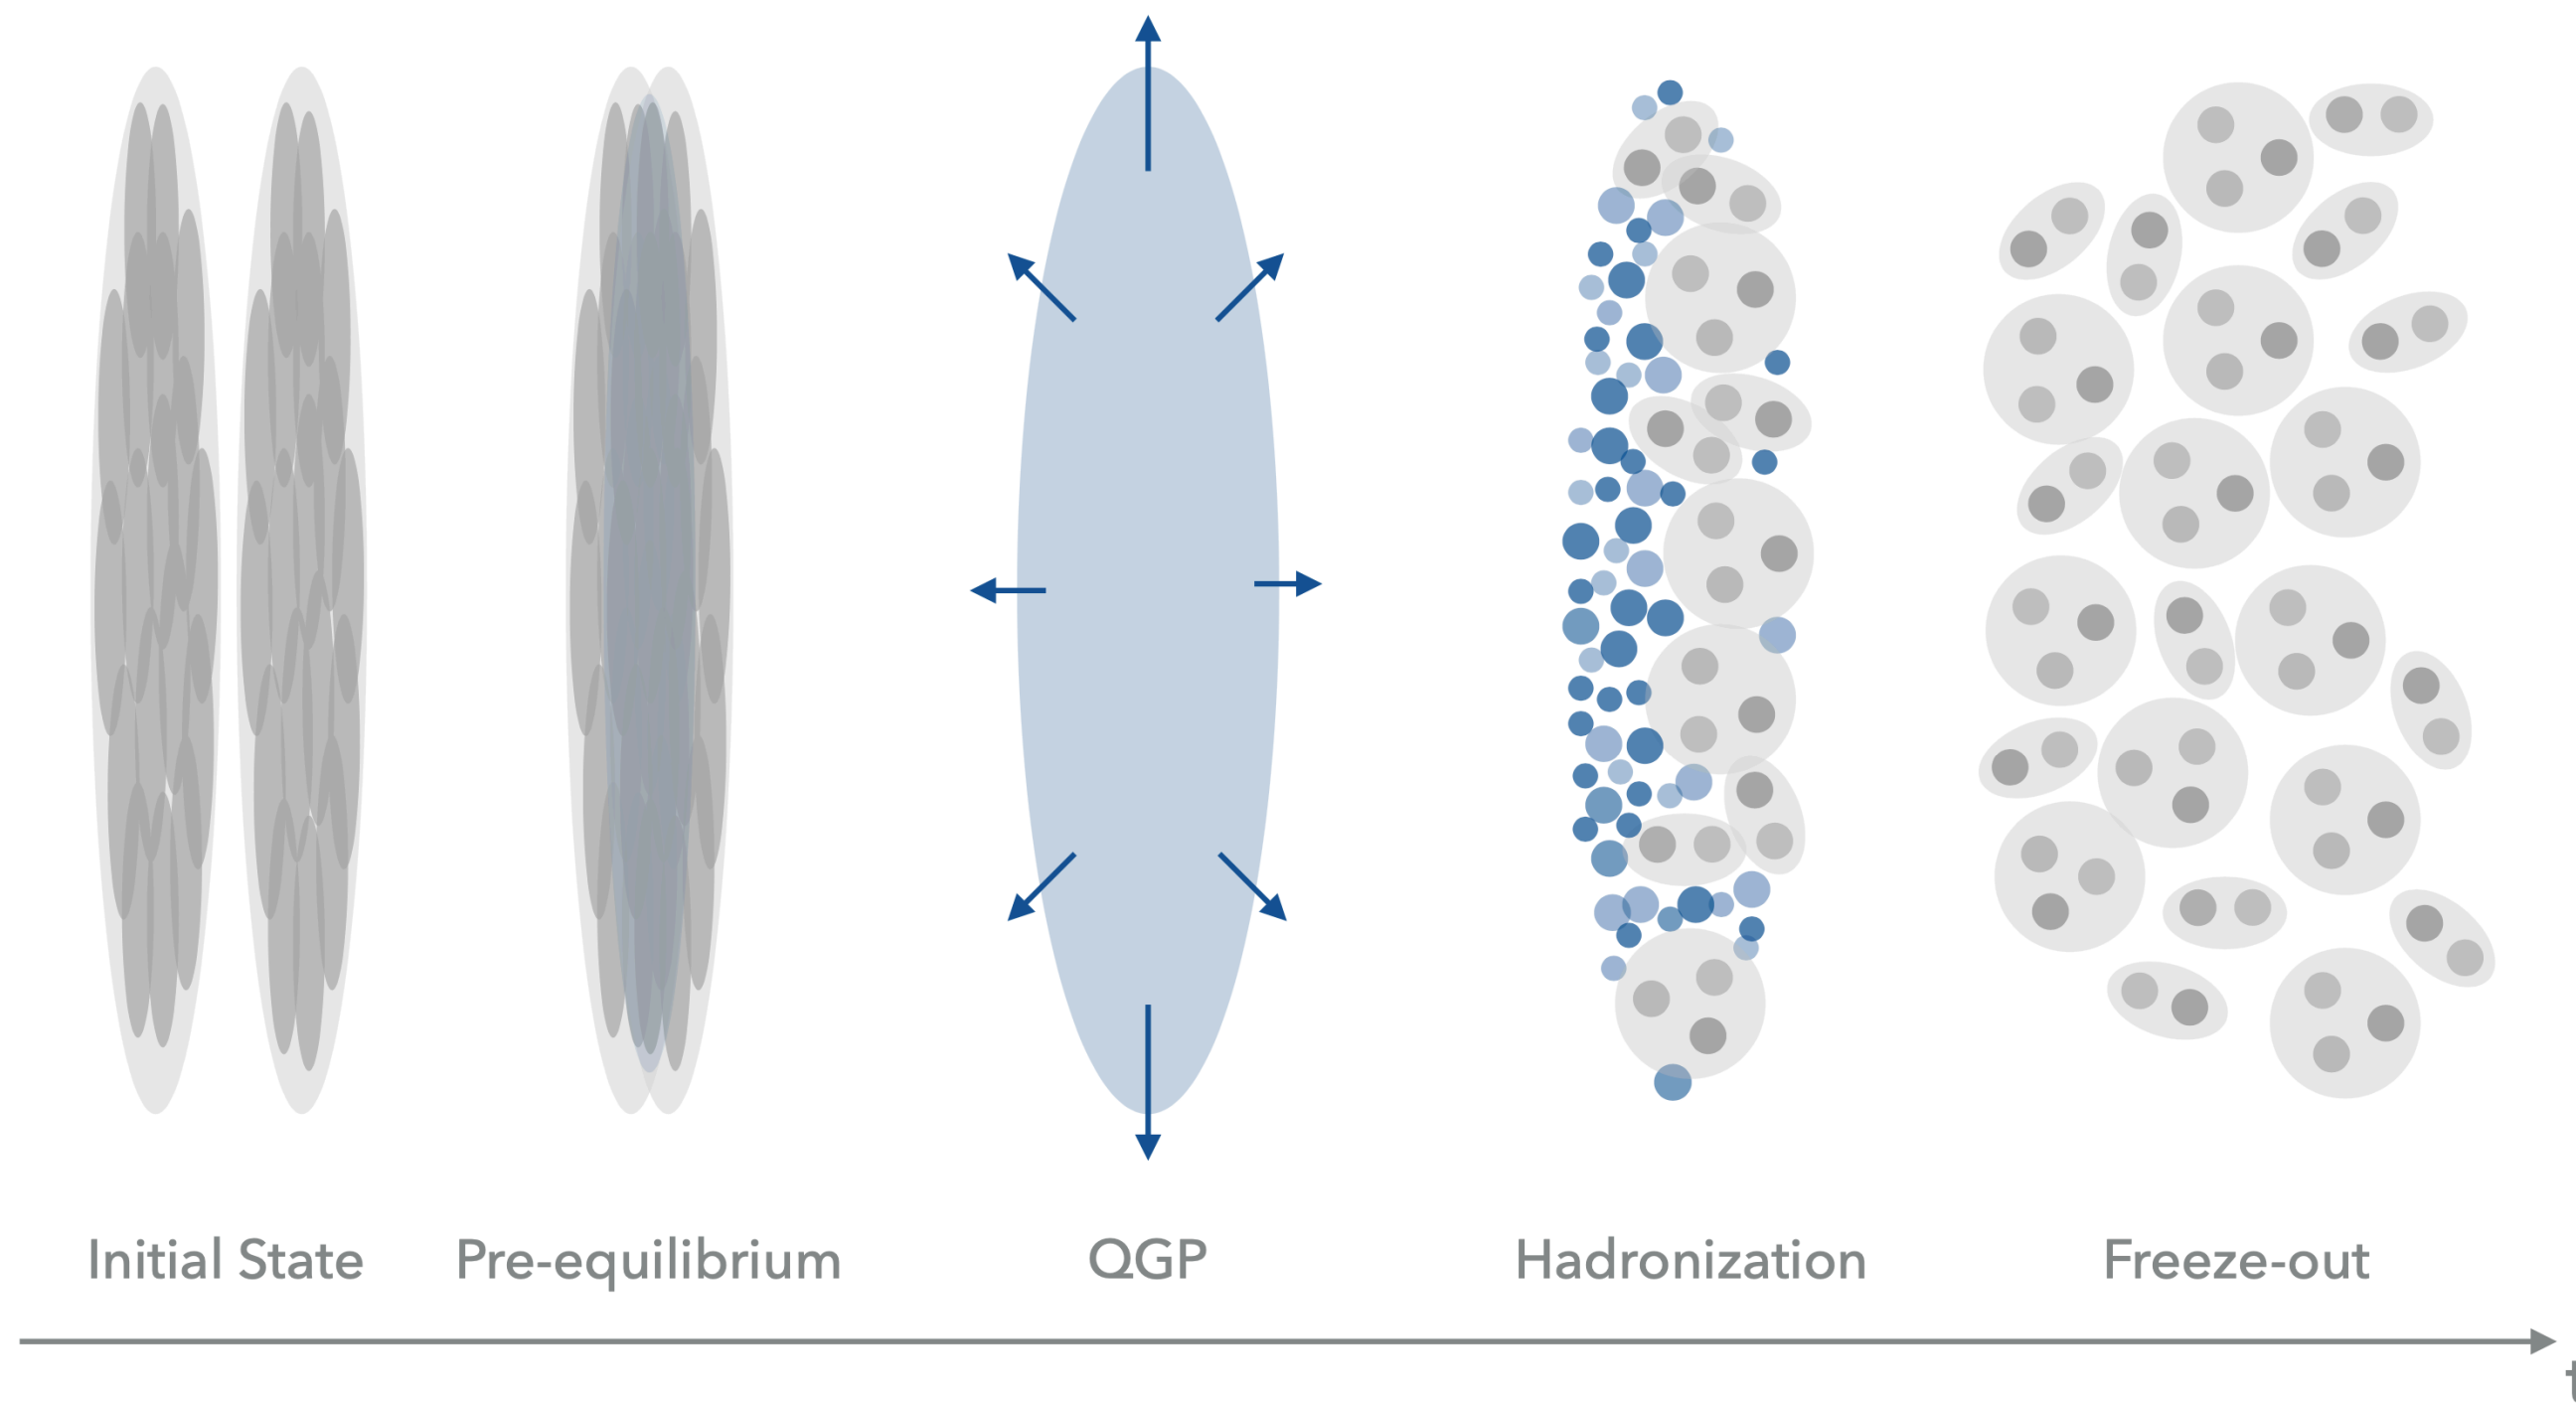 Initial State
Pre-equilibrium
QGP
Hadronization
Freeze-out
t